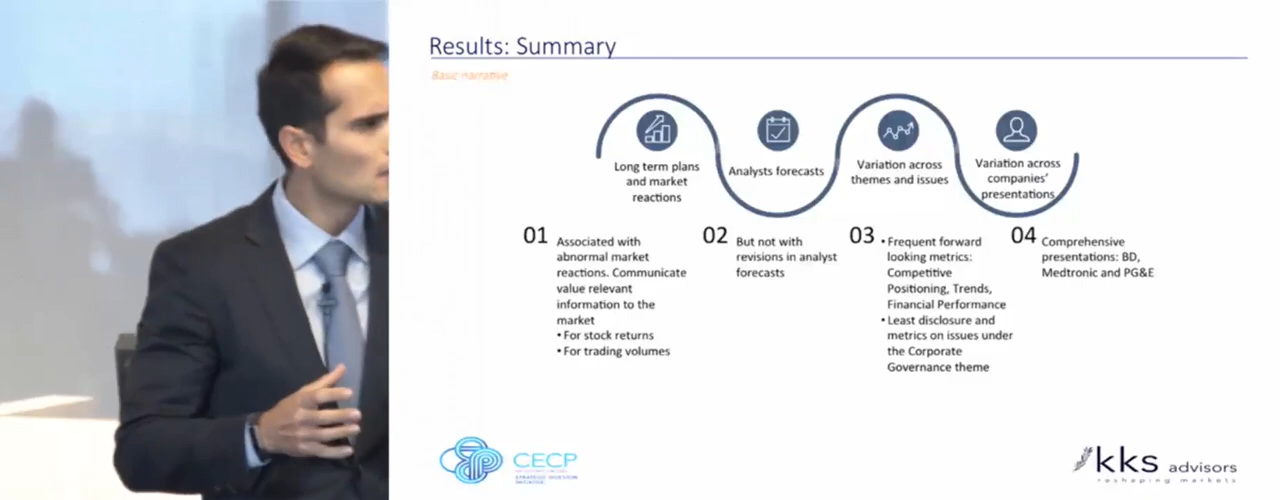 Results: Summary
Basic narrative
Long term plans
and market
reactions
Analysts forecasts
Variation across
themes and issues
Variation across
companies'
presentations
01
Associated with
abnormal market
reactions. Communicate
value relevant
information to the
market
• For stock returns
• For trading volumes
02
But not with
revisions in analyst
forecasts
03
• Frequent forward
looking metrics:
Competitive
Positioning, Trends,
Financial Performance
• Least disclosure and
metrics on issues under
the Corporate
Governance theme
04
Comprehensive
presentations: BD,
Medtronic and PG&E
CECP
STRATEGIC INVESTOR
INITIATIVE
kks advisors
reshaping markets